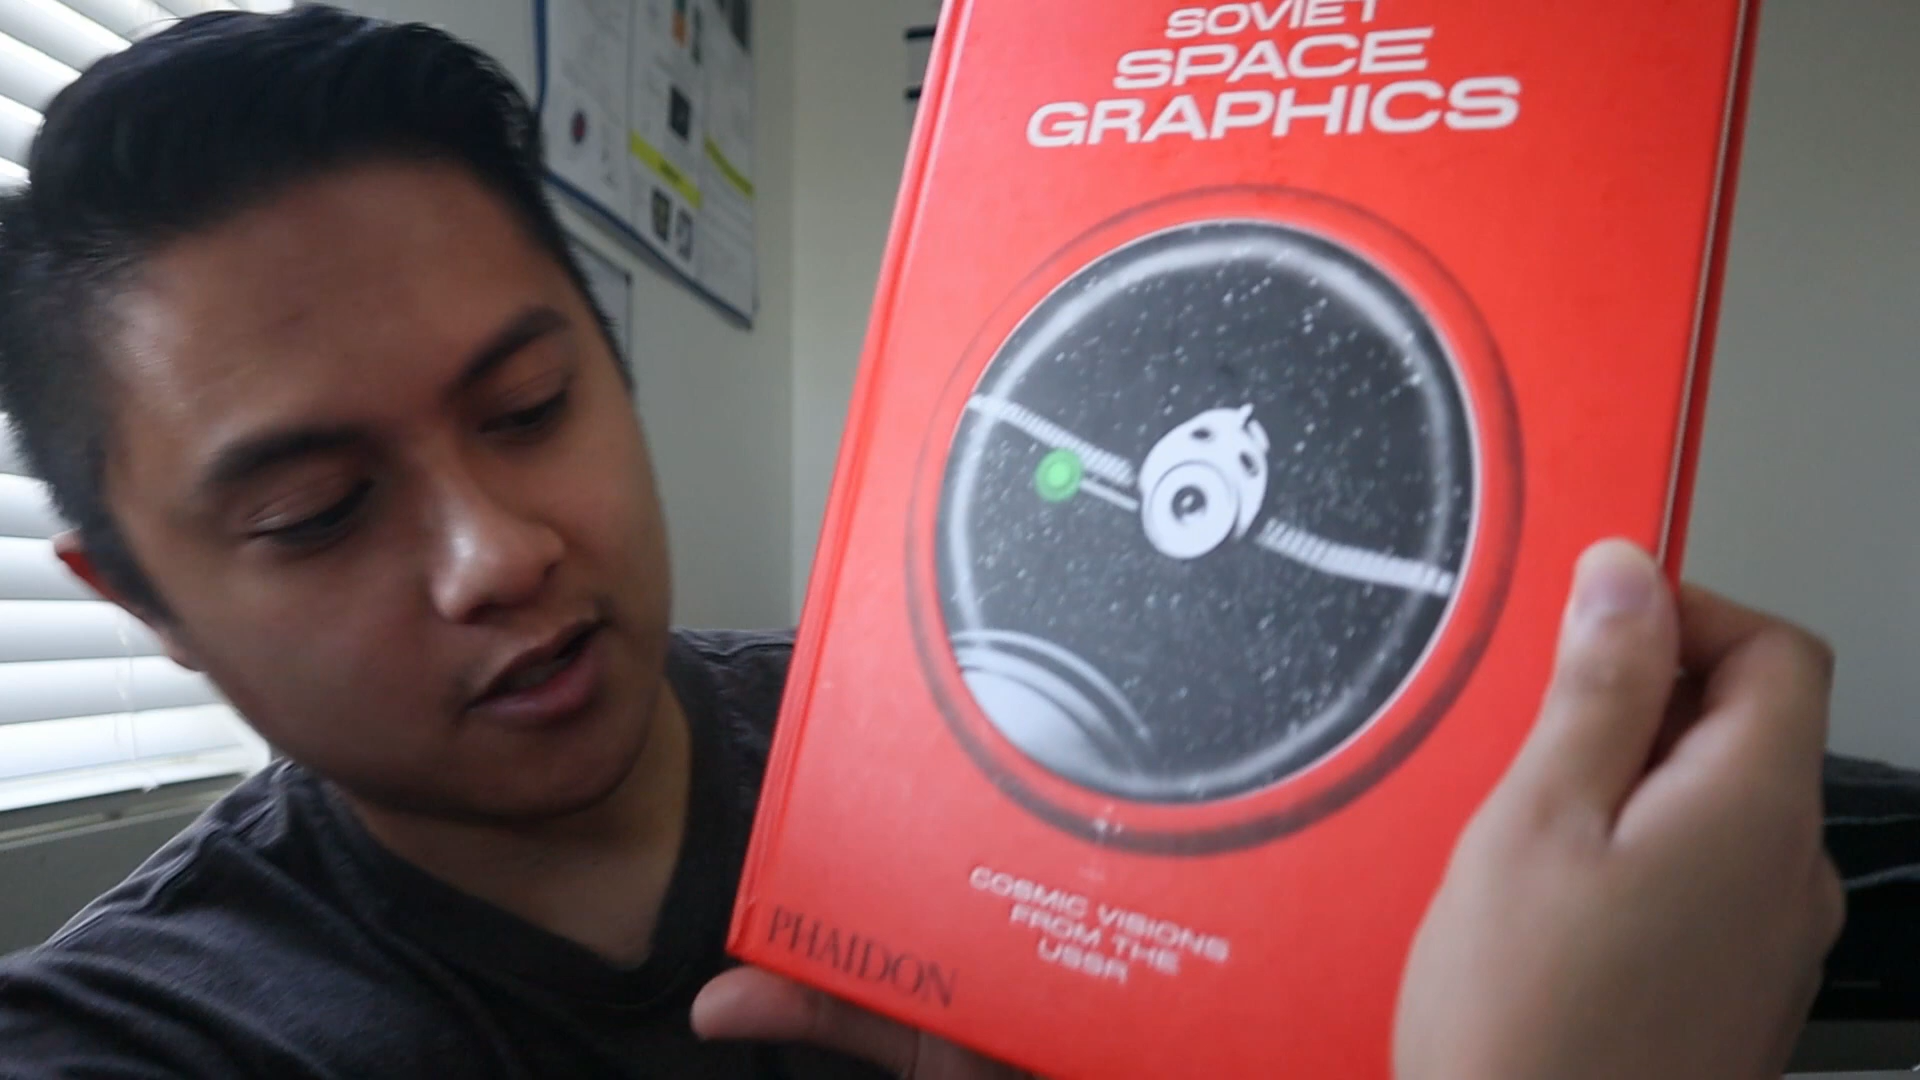 SOVIET
SPACE
GRAPHICS
COSMIC VISIONS
FROM THE
USSR
PHAIDON